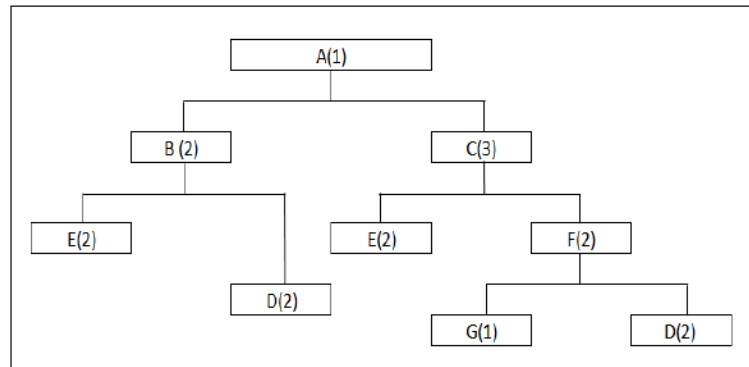 A(1)
B (2)
C(3)
E(2)
E(2)
F(2)
D(2)
G(1)
D(2)